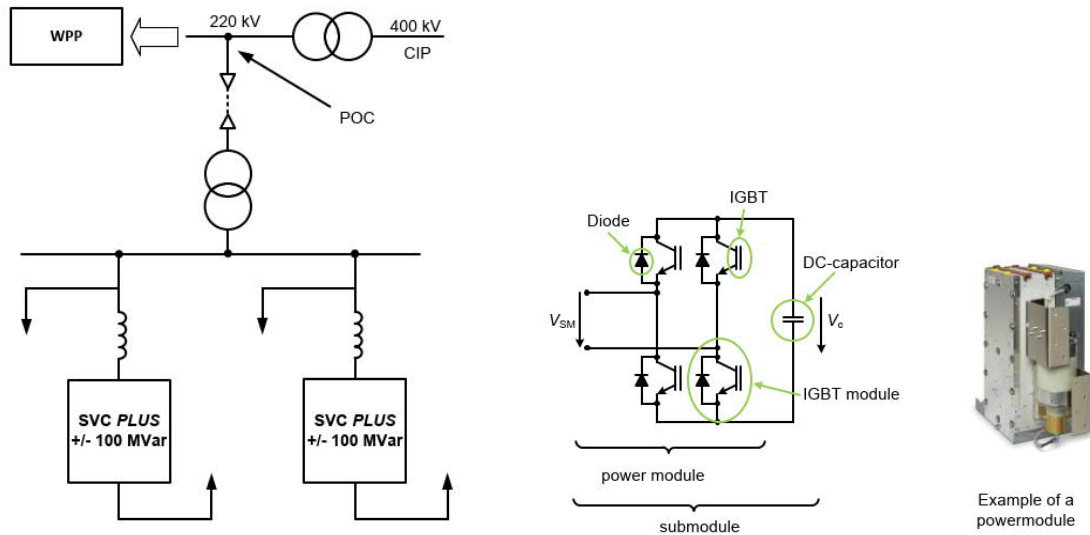 WPP
220 kV
400 kV
CIP
POC
SVC PLUS
+/- 100 MVar
SVC PLUS
+/- 100 MVar
IGBT
Diode
DC-capacitor
VSM
Vc
IGBT module
power module
submodule
Example of a
powermodule